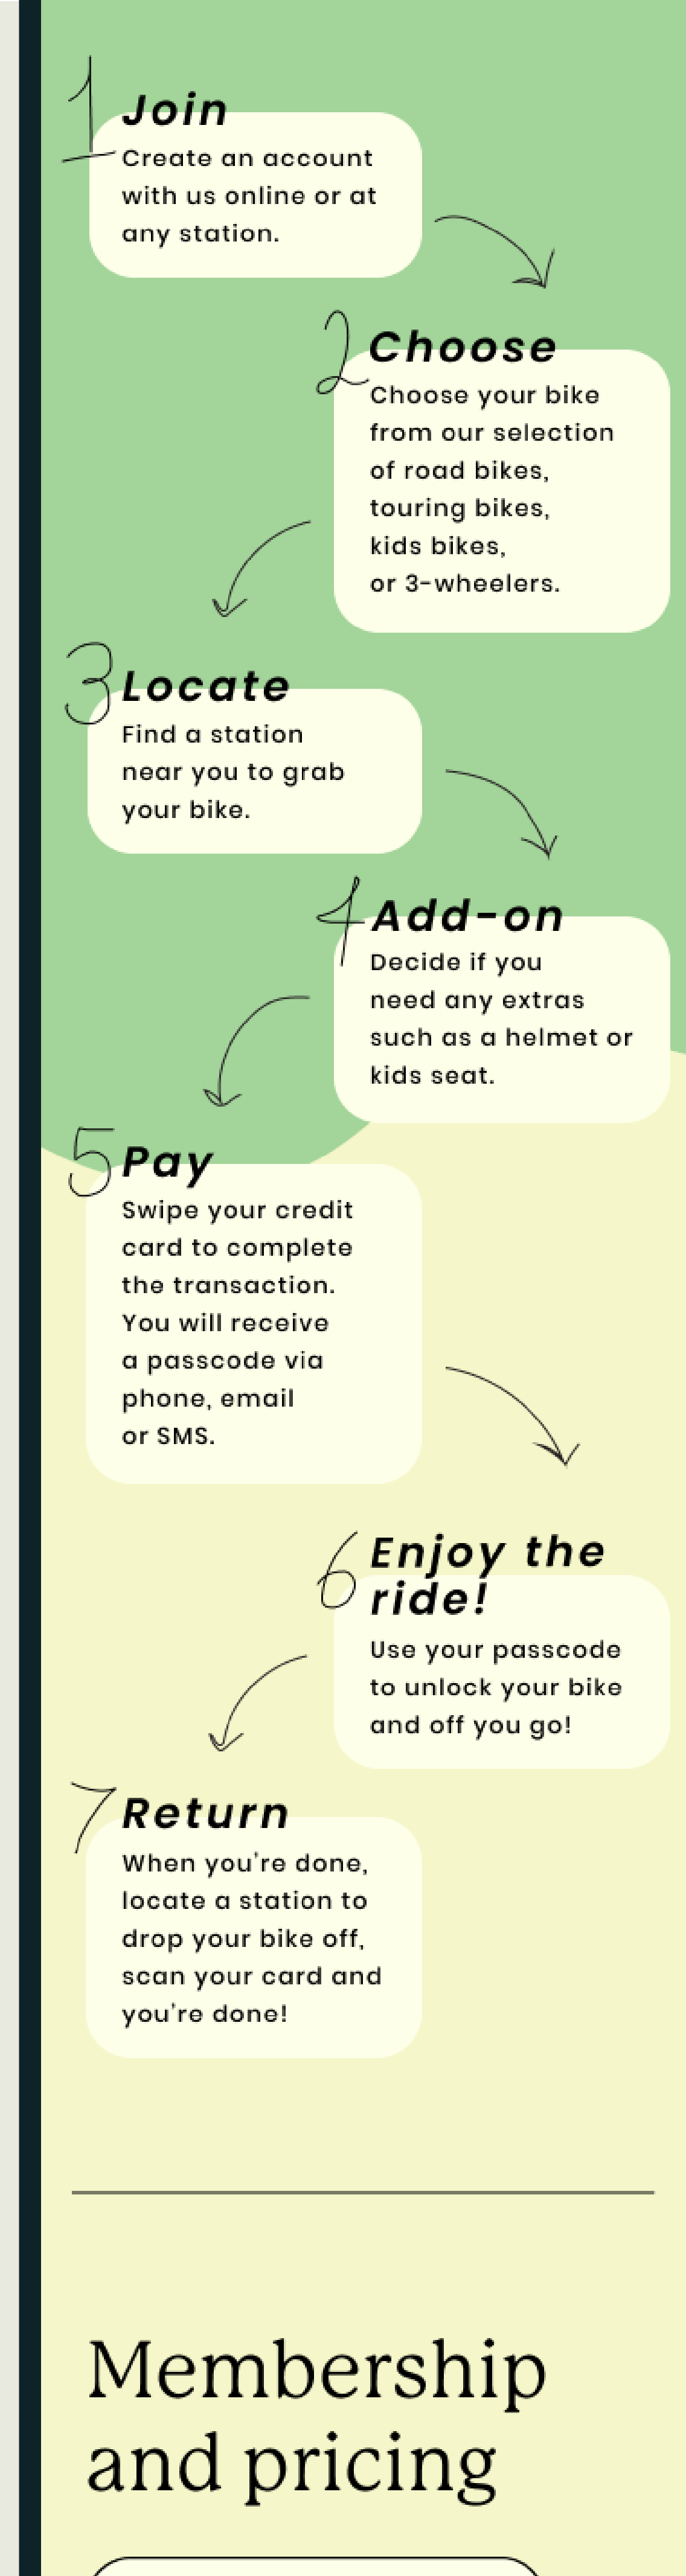 1
Join
Create an account
with us online or at
any station.
2
Choose
Choose your bike
from our selection
of road bikes,
touring bikes,
kids bikes,
or 3-wheelers.
3
Locate
Find a station
near you to grab
your bike.
4
Add-on
Decide if you
need any extras
such as a helmet or
kids seat.
5
Pay
Swipe your credit
card to complete
the transaction.
You will receive
a passcode via
phone, email
or SMS.
6
Enjoy the
ride!
Use your passcode
to unlock your bike
and off you go!
7
Return
When you're done,
locate a station to
drop your bike off,
scan your card and
you're done!
Membership
and pricing